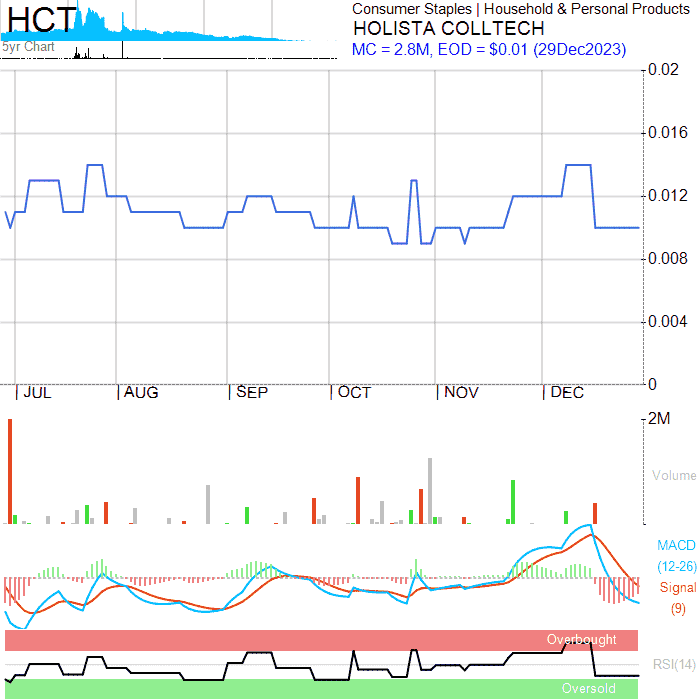 HCT
5yr Chart
Consumer Staples | Household & Personal Products
HOLISTA COLLTECH
MC = 2.8M, EOD = $0.01 (29Dec2023)
0.02
0.016
0.012
0.008
0.004
0
JUL AUG SEP OCT NOV DEC
2M
Volume
MACD
(12-26)
Signal
(9)
Overbought
RSI(14)
Oversold